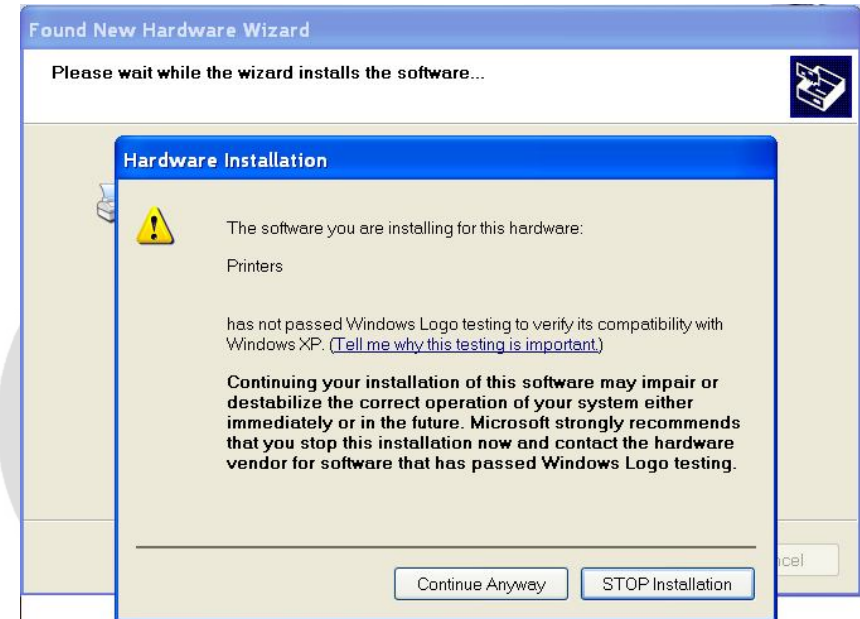 Found New Hardware Wizard
Please wait while the wizard installs the software...
Hardware Installation
The software you are installing for this hardware:
Printers
has not passed Windows Logo testing to verify its compatibility with
Windows XP. (Tell me why this testing is important.)
Continuing your installation of this software may impair or
destabilize the correct operation of your system either
immediately or in the future. Microsoft strongly recommends
that you stop this installation now and contact the hardware
vendor for software that has passed Windows Logo testing.
Continue Anyway STOP Installation